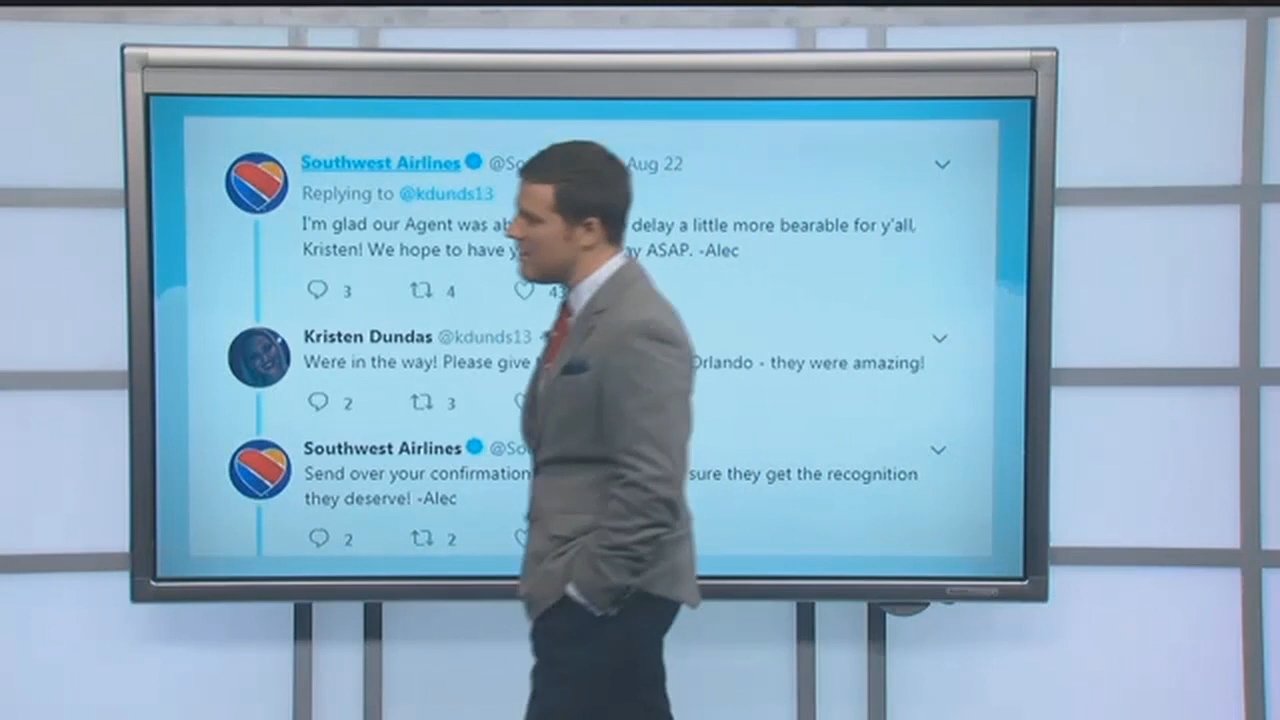 Southwest Airlines @So Aug 22
Replying to @kdunds13
I'm glad our Agent was delay a little more bearable for y'all,
Kristen! We hope to have ASAP. -Alec
3 4 43
Kristen Dundas @kdunds13
Were in the way! Please give Orlando - they were amazing!
2 3
Southwest Airlines @So
Send over your confirmation sure they get the recognition
they deserve! -Alec
2 2